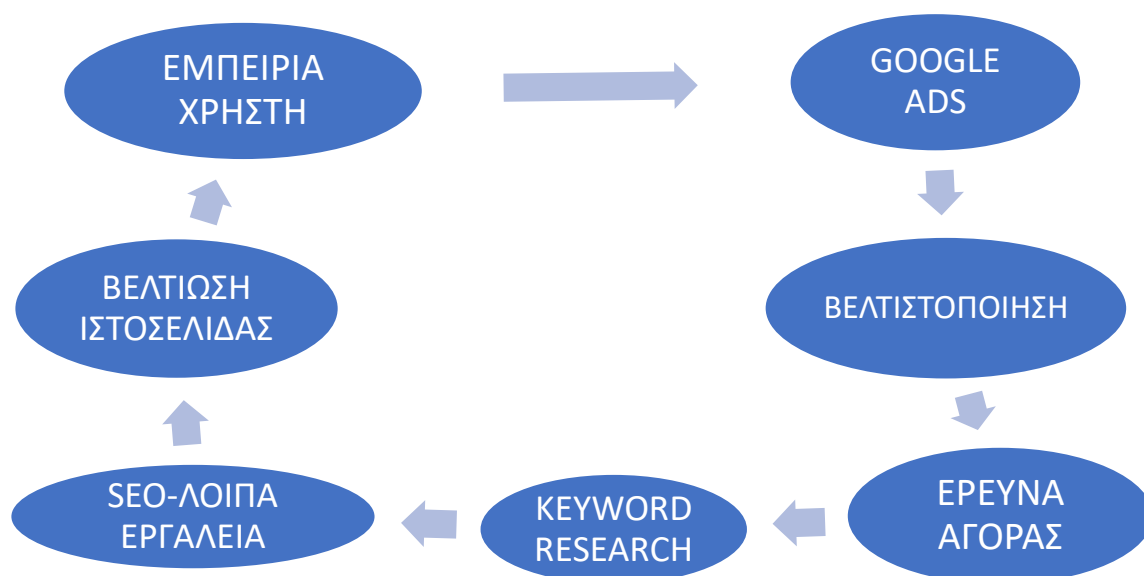 ΕΜΠΕΙΡΙΑ
ΧΡΗΣΤΗ
GOOGLE
ADS
ΒΕΛΤΙΩΣΗ
ΙΣΤΟΣΕΛΙΔΑΣ
ΒΕΛΤΙΣΤΟΠΟΙΗΣΗ
SEO-ΛΟΙΠΑ
ΕΡΓΑΛΕΙΑ
KEYWORD
RESEARCH
ΕΡΕΥΝΑ
ΑΓΟΡΑΣ